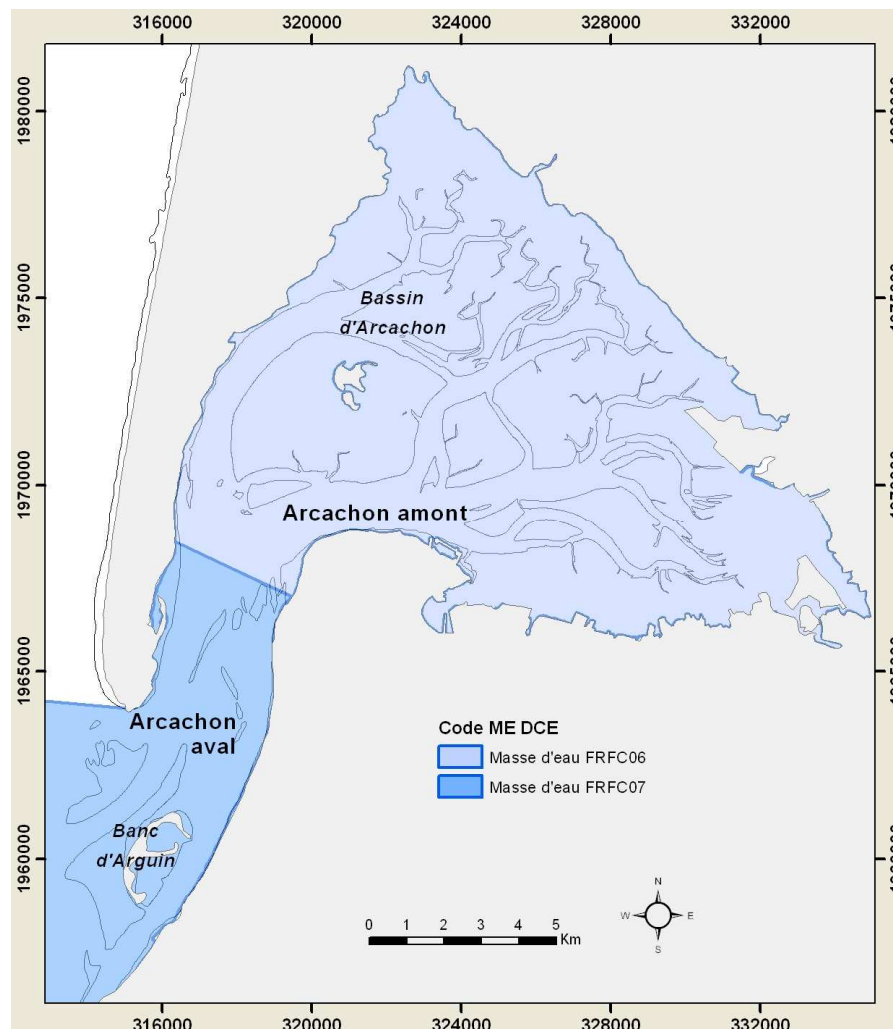 316000 320000 324000 328000 332000
1980000
1975000
1970000
1965000
1960000
Bassin
d'Arcachon
Arcachon amont
Arcachon
aval
Banc
d'Arguin
Code ME DCE
Masse d'eau FRFC06
Masse d'eau FRFC07
N
W E
S
0 1 2 3 4 5
Km
316000 320000 324000 328000 332000